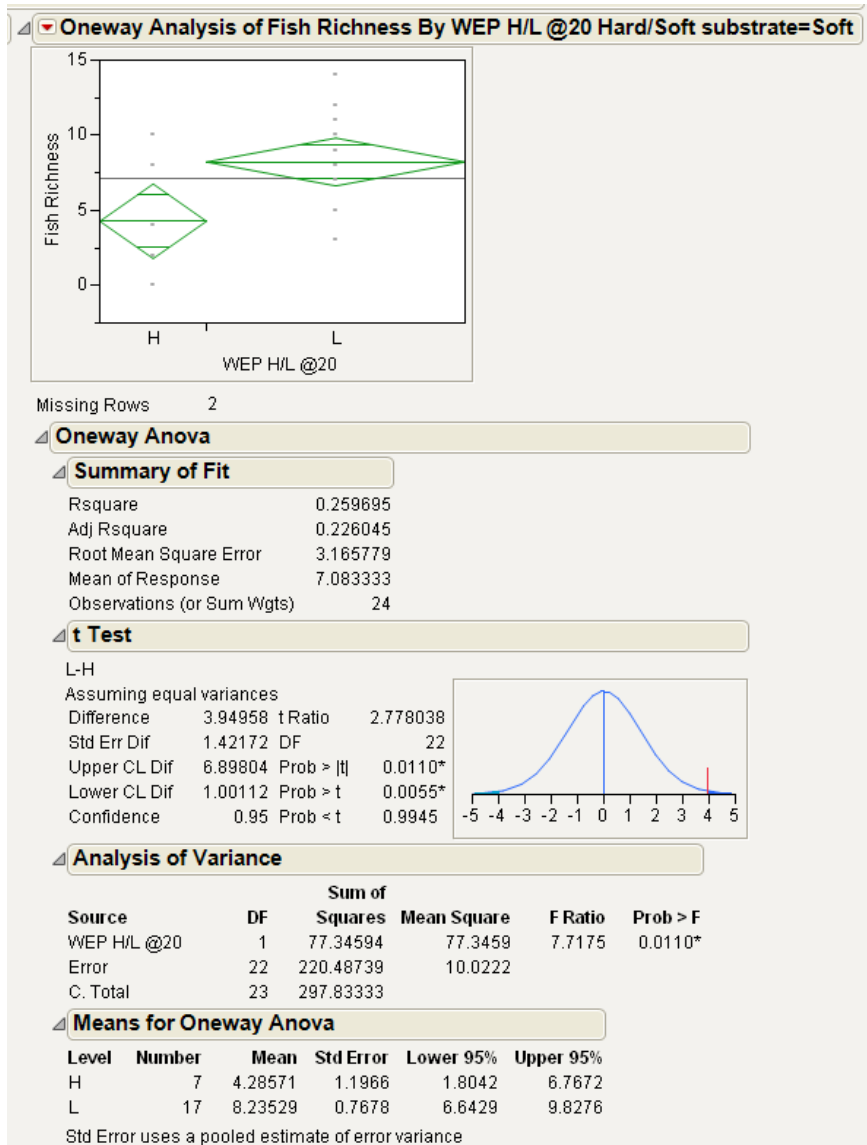 Oneway Analysis of Fish Richness By WEP H/L @20 Hard/Soft substrate=Soft
15
10
5
0
Fish Richness
H L
WEP H/L @20
Missing Rows 2
Oneway Anova
Summary of Fit
Rsquare 0.259695
Adj Rsquare 0.226045
Root Mean Square Error 3.165779
Mean of Response 7.083333
Observations (or Sum Wgts) 24
t Test
L-H
Assuming equal variances
Difference 3.94958 t Ratio 2.778038
Std Err Dif 1.42172 DF 22
Upper CL Dif 6.89804 Prob > |t| 0.0110*
Lower CL Dif 1.00112 Prob > t 0.0055*
Confidence 0.95 Prob < t 0.9945
-5 -4 -3 -2 -1 0 1 2 3 4 5
Analysis of Variance
Sum of
Source DF Squares Mean Square F Ratio Prob > F
WEP H/L @20 1 77.34594 77.3459 7.7175 0.0110*
Error 22 220.48739 10.0222
C. Total 23 297.83333
Means for Oneway Anova
Level Number Mean Std Error Lower 95% Upper 95%
H 7 4.28571 1.1966 1.8042 6.7672
L 17 8.23529 0.7678 6.6429 9.8276
Std Error uses a pooled estimate of error variance